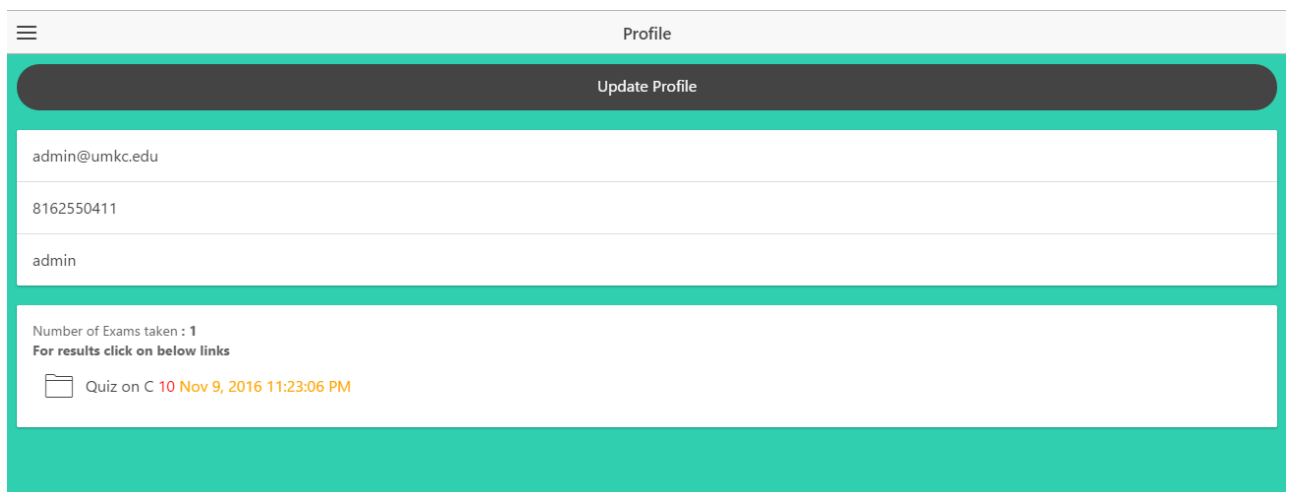 Profile
Update Profile
admin@umkc.edu
8162550411
admin
Number of Exams taken : 1
For results click on below links
Quiz on C 10 Nov 9, 2016 11:23:06 PM